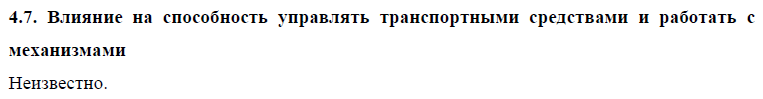 4.7. Влияние на способность управлять транспортными средствами и работать с
механизмами
Неизвестно.